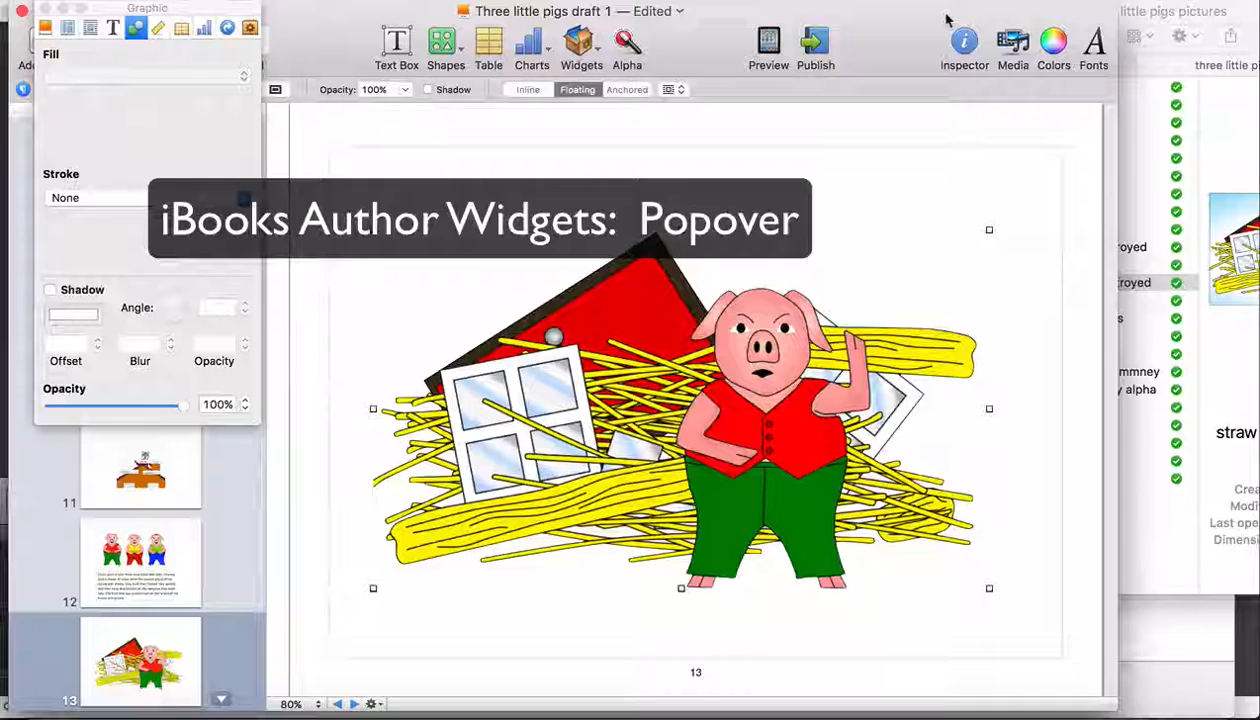 Graphic
Three little pigs draft 1 — Edited
little pigs pictures
Text Box
Shapes
Table
Charts
Widgets
Alpha
Preview
Publish
Inspector
Media
Colors
Fonts
three little pi
Fill
Opacity: 100%
Shadow
Inline
Floating
Anchored
Stroke
None
iBooks Author Widgets: Popover
Shadow
Angle:
Offset
Blur
Opacity
Opacity
100%
royed
royed
s
mmney
y alpha
straw
Crea
Modi
Last ope
Dimensi
11
12
13
13
80%